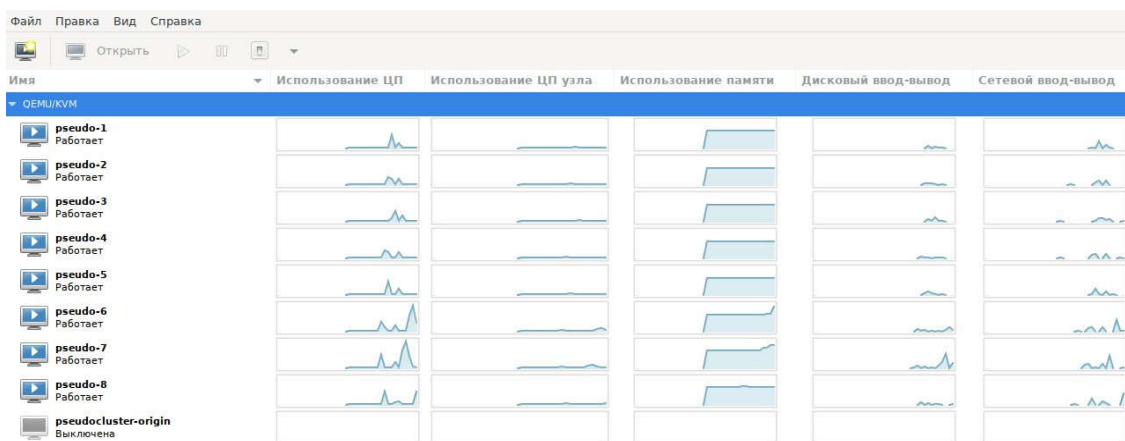 Файл Правка Вид Справка
Открыть
Имя Использование ЦП Использование ЦП узла Использование памяти Дисковый ввод-вывод Сетевой ввод-вывод
QEMU/KVM
pseudo-1
Работает
pseudo-2
Работает
pseudo-3
Работает
pseudo-4
Работает
pseudo-5
Работает
pseudo-6
Работает
pseudo-7
Работает
pseudo-8
Работает
pseudocluster-origin
Выключена